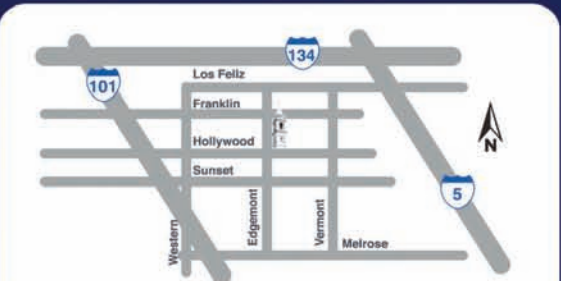 134
Los Feliz
101
Franklin
Hollywood
N
Sunset
5
Western
Edgemont
Vermont
Melrose